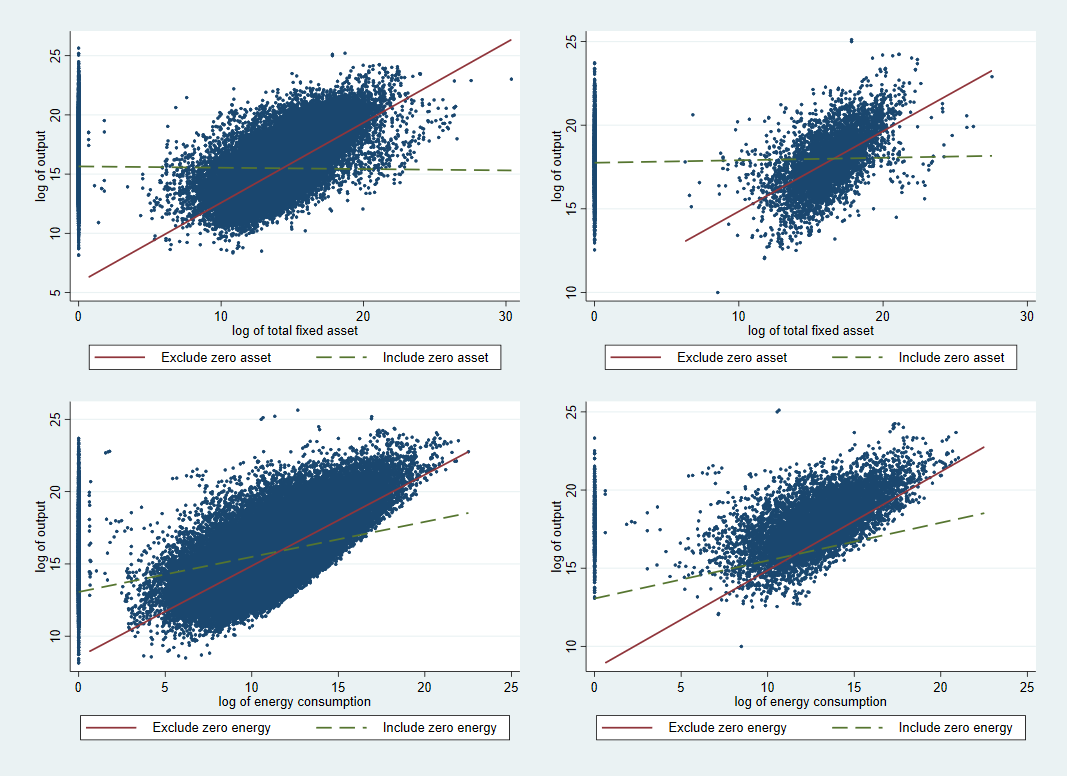 log of output
25
20
15
10
5
0
10
20
30
log of total fixed asset
Exclude zero asset
Include zero asset
log of output
25
20
15
10
0
10
20
30
log of total fixed asset
Exclude zero asset
Include zero asset
log of output
25
20
15
10
0
5
10
15
20
25
log of energy consumption
Exclude zero energy
Include zero energy
log of output
25
20
15
10
0
5
10
15
20
25
log of energy consumption
Exclude zero energy
Include zero energy